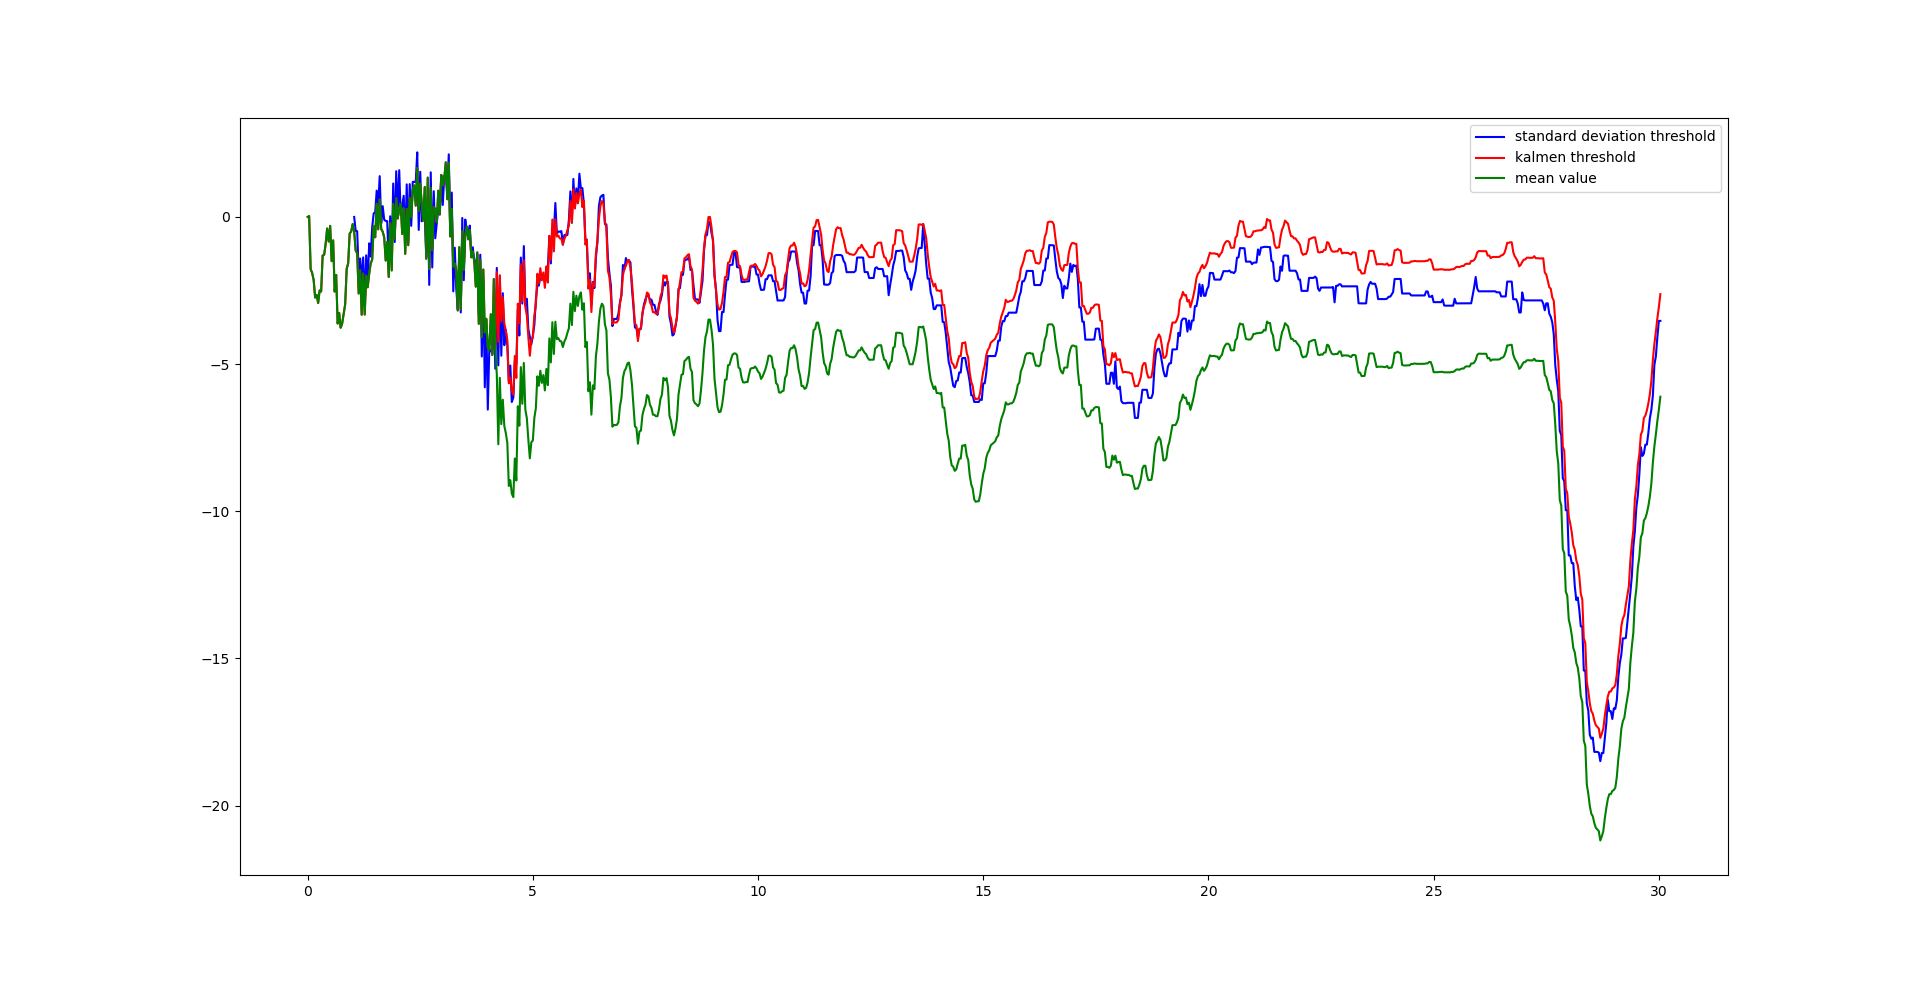 standard deviation threshold
kalmen threshold
mean value
0
−5
−10
−15
−20
0 5 10 15 20 25 30